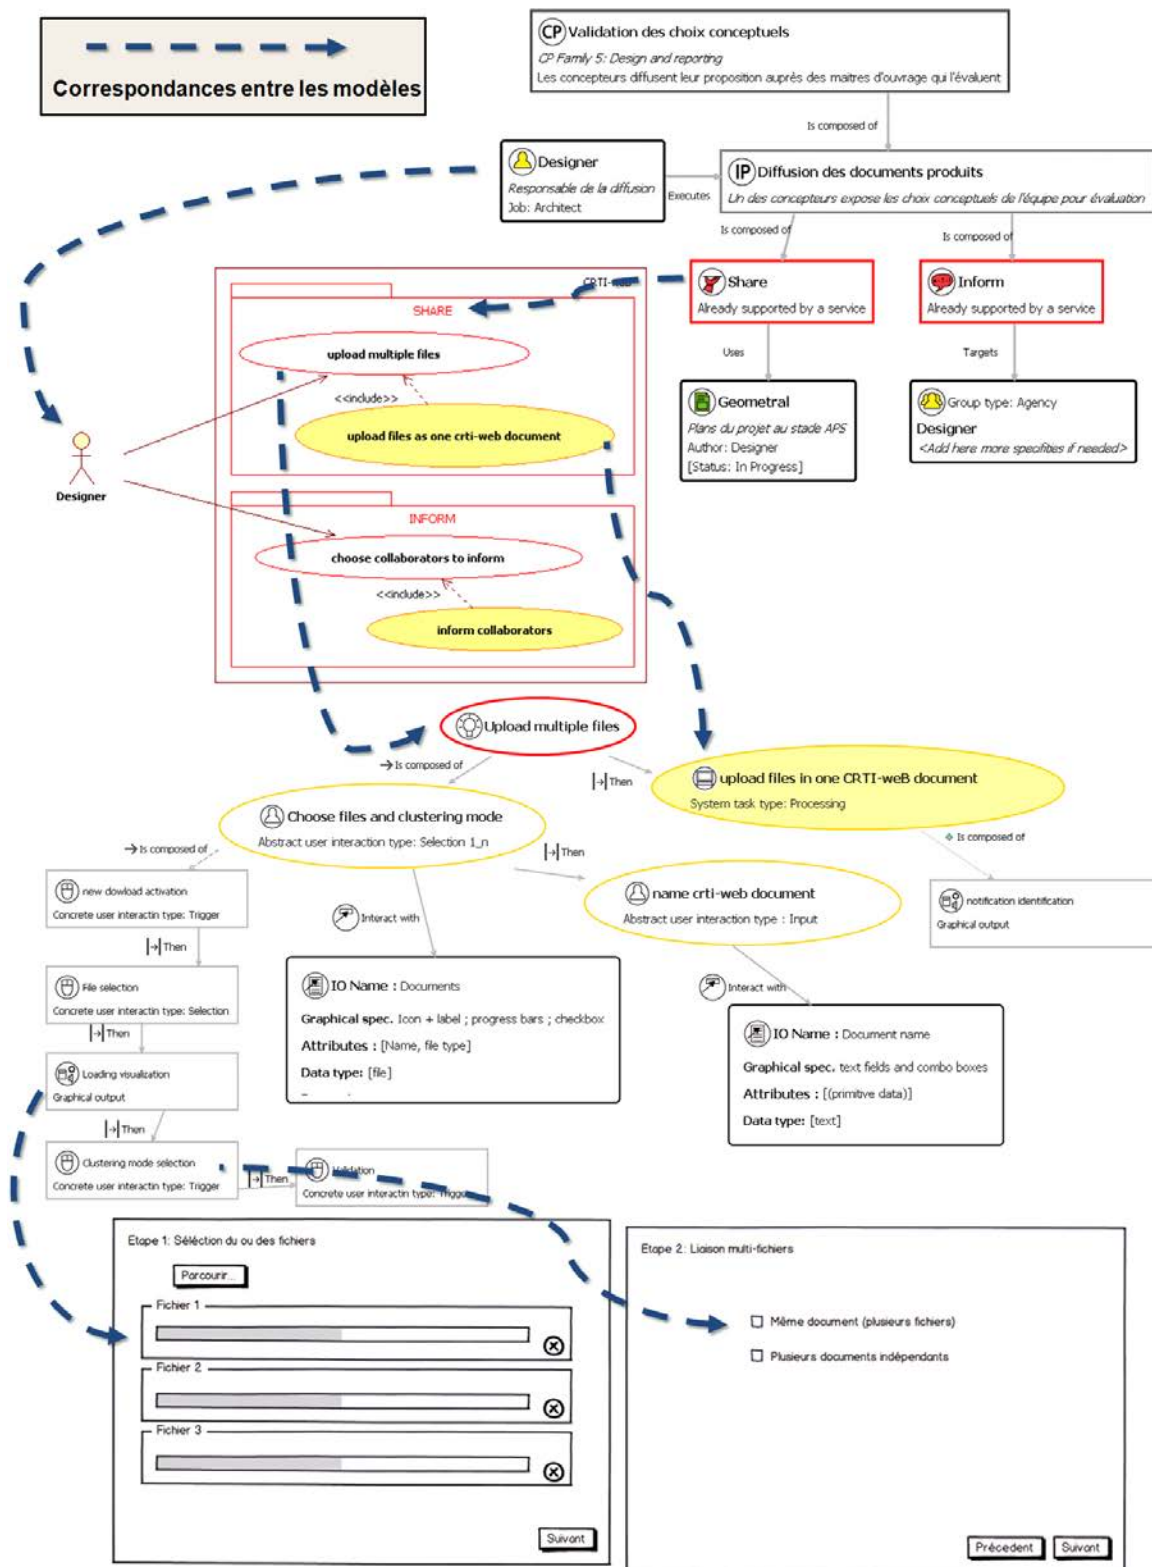 Correspondances entre les modèles
CP Validation des choix conceptuels
CP Family 5: Design and reporting
Les concepteurs diffusent leur proposition auprès des maitres d'ouvrage qui l'évaluent
Is composed of
Designer
Responsable de la diffusion
Job: Architect
Executes
IP Diffusion des documents produits
Un des concepteurs expose les choix conceptuels de l'équipe pour évaluation
Is composed of
Is composed of
Share
Already supported by a service
Inform
Already supported by a service
Uses
Targets
Geometral
Plans du projet au stade APS
Author: Designer
[Status: In Progress]
Group type: Agency
Designer
<Add here more specifities if needed>
CRTI-weB
SHARE
upload multiple files
<<include>>
upload files as one crti-web document
Designer
INFORM
choose collaborators to inform
<<include>>
inform collaborators
Upload multiple files
Is composed of
Then
upload files in one CRTI-weB document
System task type: Processing
Choose files and clustering mode
Abstract user interaction type: Selection 1_n
Is composed of
Is composed of
Then
new dowload activation
Concrete user interactin type: Trigger
Interact with
name crti-web document
Abstract user interaction type : Input
notification identification
Graphical output
Then
File selection
Concrete user interactin type: Selection
Then
IO Name : Documents
Graphical spec. Icon + label ; progress bars ; checkbox
Attributes : [Name, file type]
Data type: [file]
Interact with
IO Name : Document name
Graphical spec. text fields and combo boxes
Attributes : [(primitive data)]
Data type: [text]
Loading visualization
Graphical output
Then
Clustering mode selection
Concrete user interactin type: Trigger
Then
Validation
Concrete user interactin type: Trigger
Etape 1: Séléction du ou des fichiers
Parcourir...
Fichier 1
Fichier 2
Fichier 3
Suivant
Etape 2: Liaison multi-fichiers
Même document (plusieurs fichiers)
Plusieurs documents indépendants
Précedent
Suivant